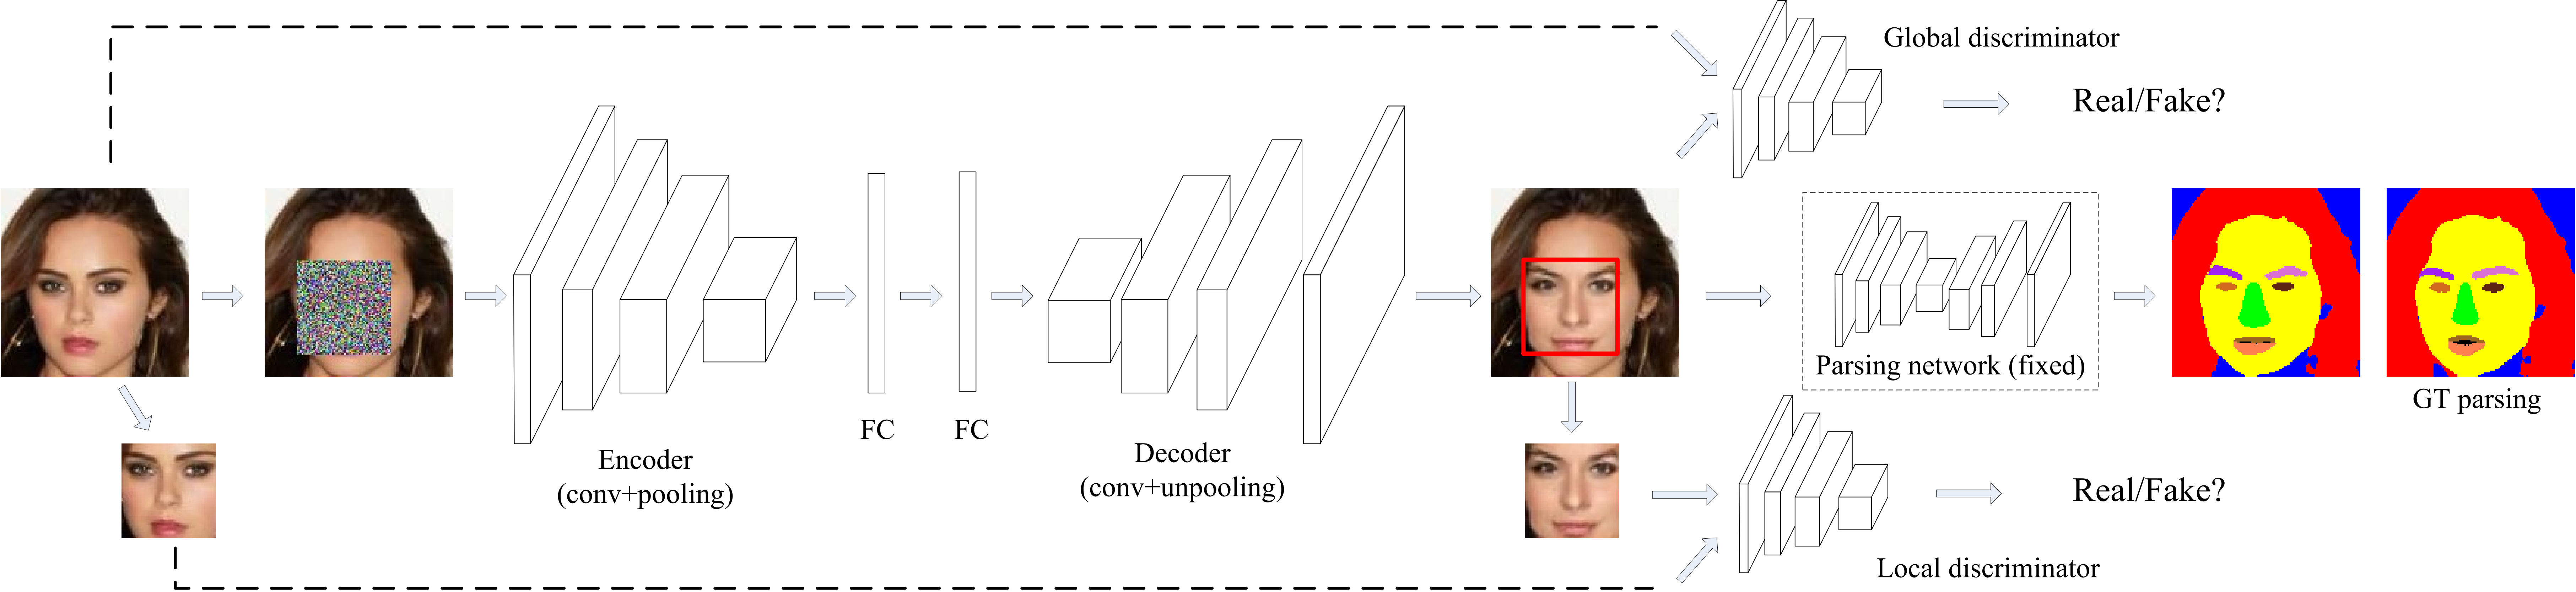 Global discriminator
Real/Fake?
Parsing network (fixed)
GT parsing
FC
FC
Encoder
(conv+pooling)
Decoder
(conv+unpooling)
Real/Fake?
Local discriminator